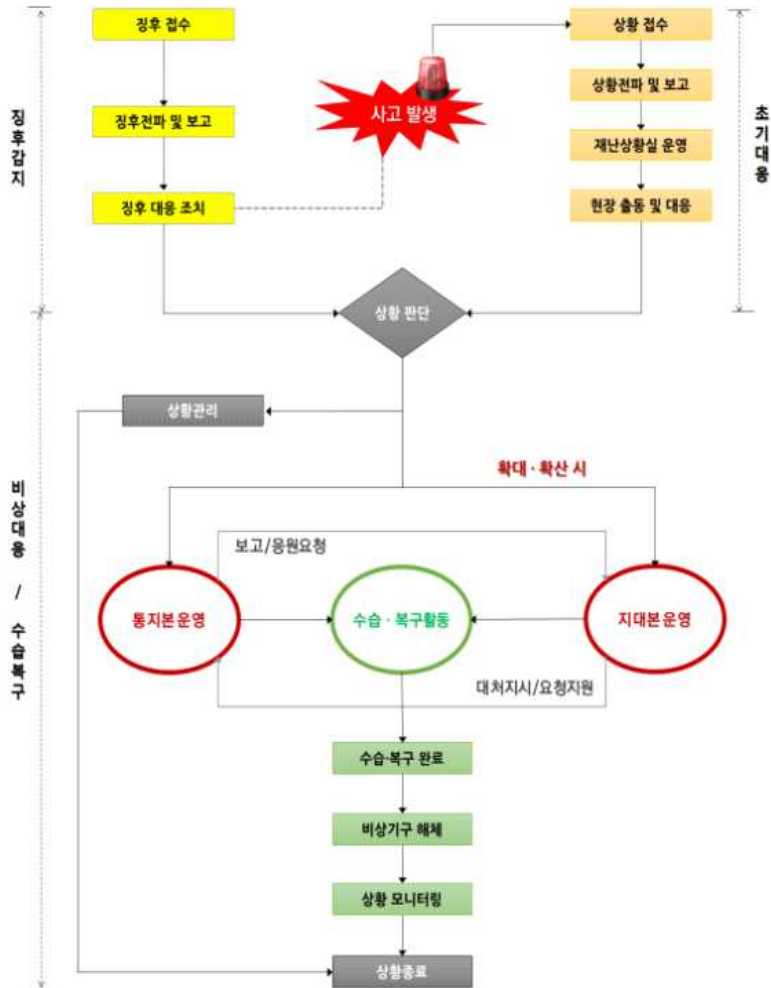 징후 접수
상황 접수
사고 발생
상황전파 및 보고
징후전파 및 보고
재난상황실 운영
징후 대응 조치
현장 출동 및 대응
징후감지
초기대응
상황 판단
상황관리
확대·확산 시
보고/응원요청
통지본운영
수습·복구활동
지대본운영
대처지시/요청지원
비상대응 / 수습복구
수습·복구 완료
비상기구 해체
상황 모니터링
상황종료